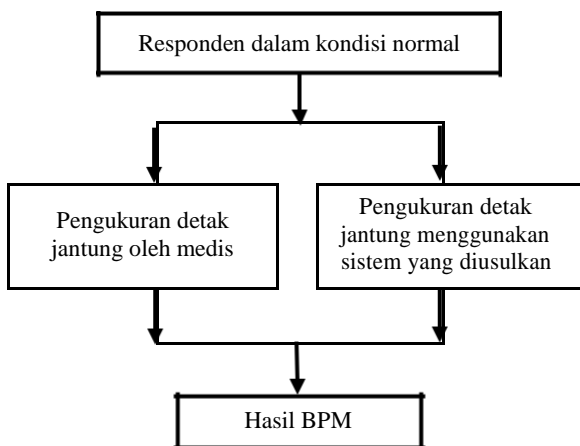 Responden dalam kondisi normal
Pengukuran detak
jantung oleh medis
Pengukuran detak
jantung menggunakan
sistem yang diusulkan
Hasil BPM